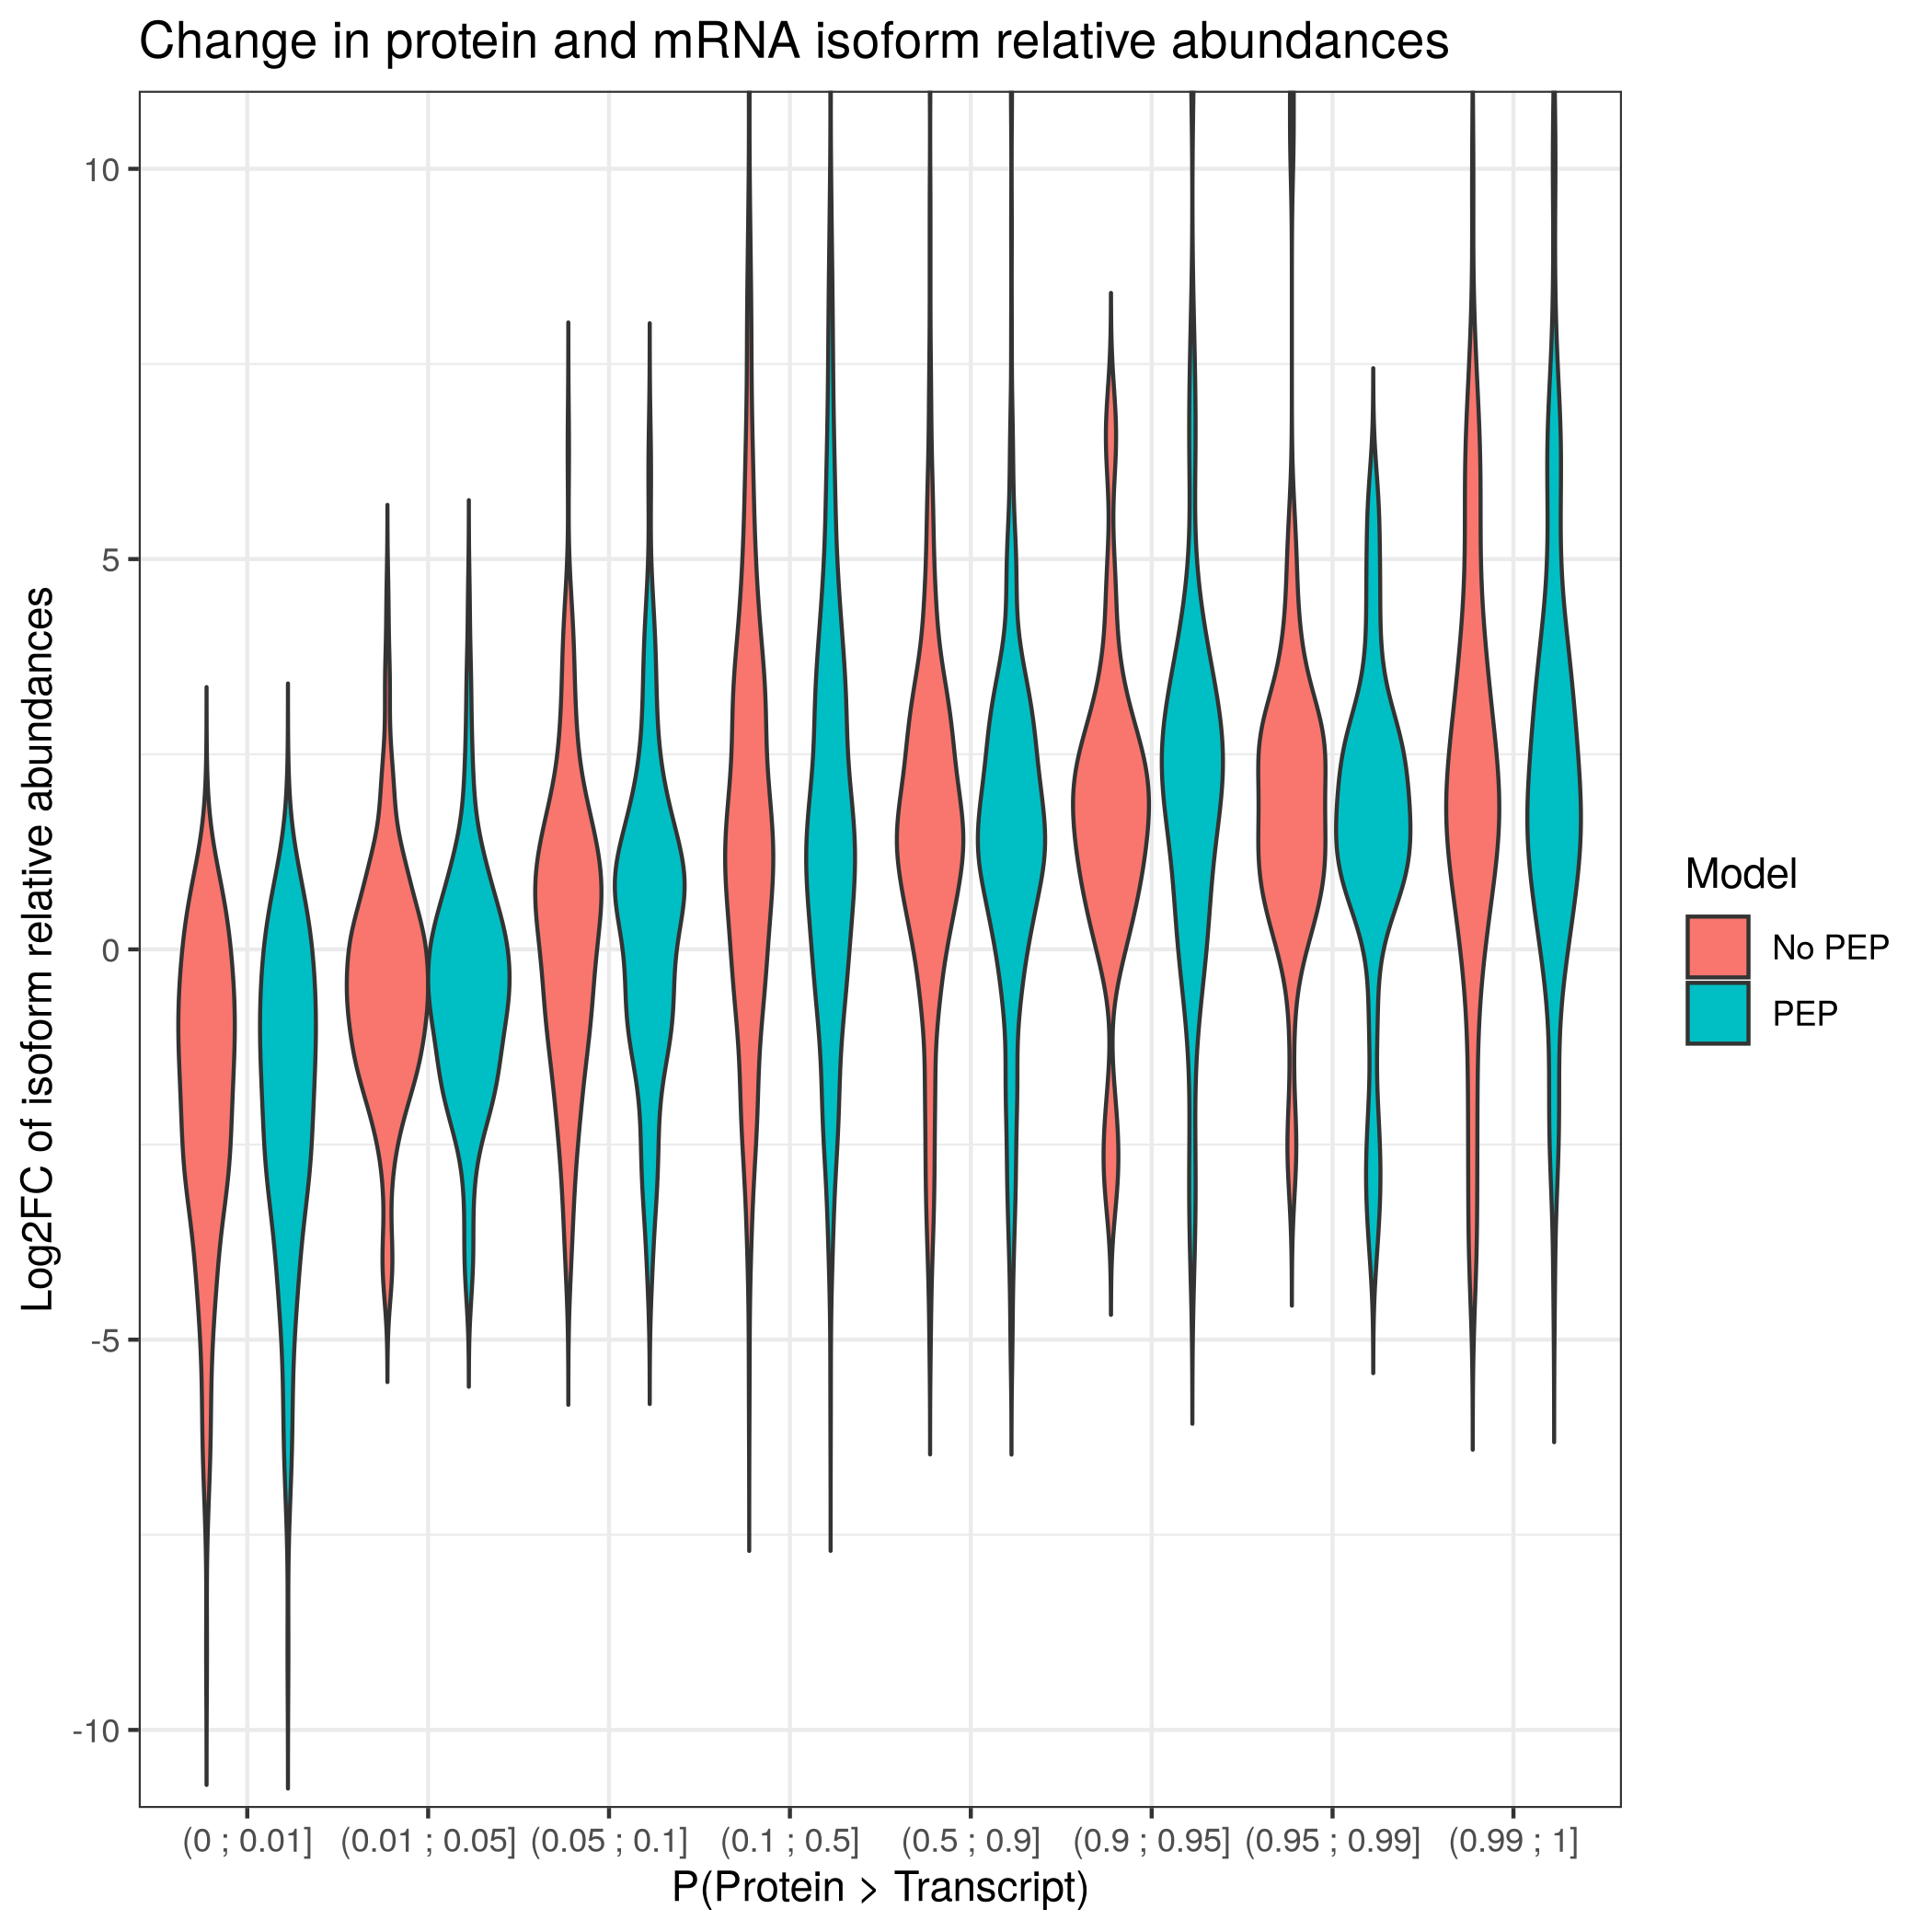 Change in protein and mRNA isoform relative abundances
Log2FC of isoform relative abundances
10
5
0
-5
-10
(0 ; 0.01] (0.01 ; 0.05] (0.05 ; 0.1] (0.1 ; 0.5] (0.5 ; 0.9] (0.9 ; 0.95] (0.95 ; 0.99] (0.99 ; 1]
P(Protein > Transcript)
Model
No PEP
PEP